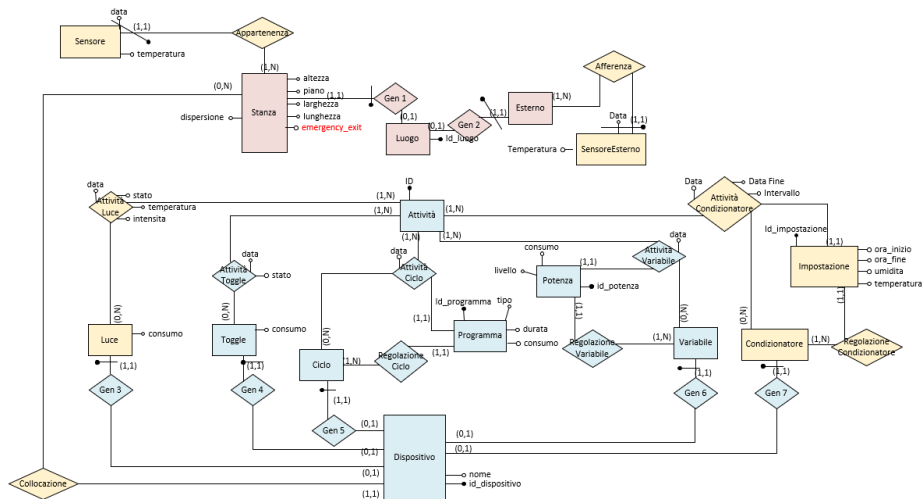 data
(1,1)
Appartenenza
Sensore
temperatura
(0,N)
(1,N)
altezza
piano
larghezza
lunghezza
emergency_exit
dispersione
Stanza
(1,1)
Gen 1
(0,1)
Luogo
(0,1)
Id_luogo
Gen 2
(1,1)
Esterno
(1,N)
Afferenza
Data
(1,1)
Temperatura
SensoreEsterno
data
stato
temperatura
intensita
Attività
Luce
(1,N)
ID
(1,N)
Attività
(1,N)
(1,N)
(1,N)
Data
Data Fine
Intervallo
Attività
Condizionatore
data
Attività
Toggle
stato
data
Attività
Ciclo
consumo
livello
Potenza
(1,1)
id_potenza
data
Attività
Variabile
Id_impostazione
(1,1)
Impostazione
ora_inizio
ora_fine
umidita
temperatura
(1,1)
Id_programma
tipo
(1,1)
Programma
durata
consumo
(1,1)
(1,1)
(0,N)
Luce
consumo
(0,N)
Toggle
consumo
(0,N)
Ciclo
(1,N)
Regolazione
Ciclo
Regolazione
Variabile
(1,N)
(0,N)
Variabile
(0,N)
Condizionatore
(1,N)
Regolazione
Condizionatore
(1,1)
Gen 3
(1,1)
Gen 4
(1,1)
Gen 5
(1,1)
Gen 6
(1,1)
Gen 7
(0,1)
(0,1)
(0,1)
(0,1)
(0,1)
Dispositivo
nome
id_dispositivo
Collocazione
(1,1)